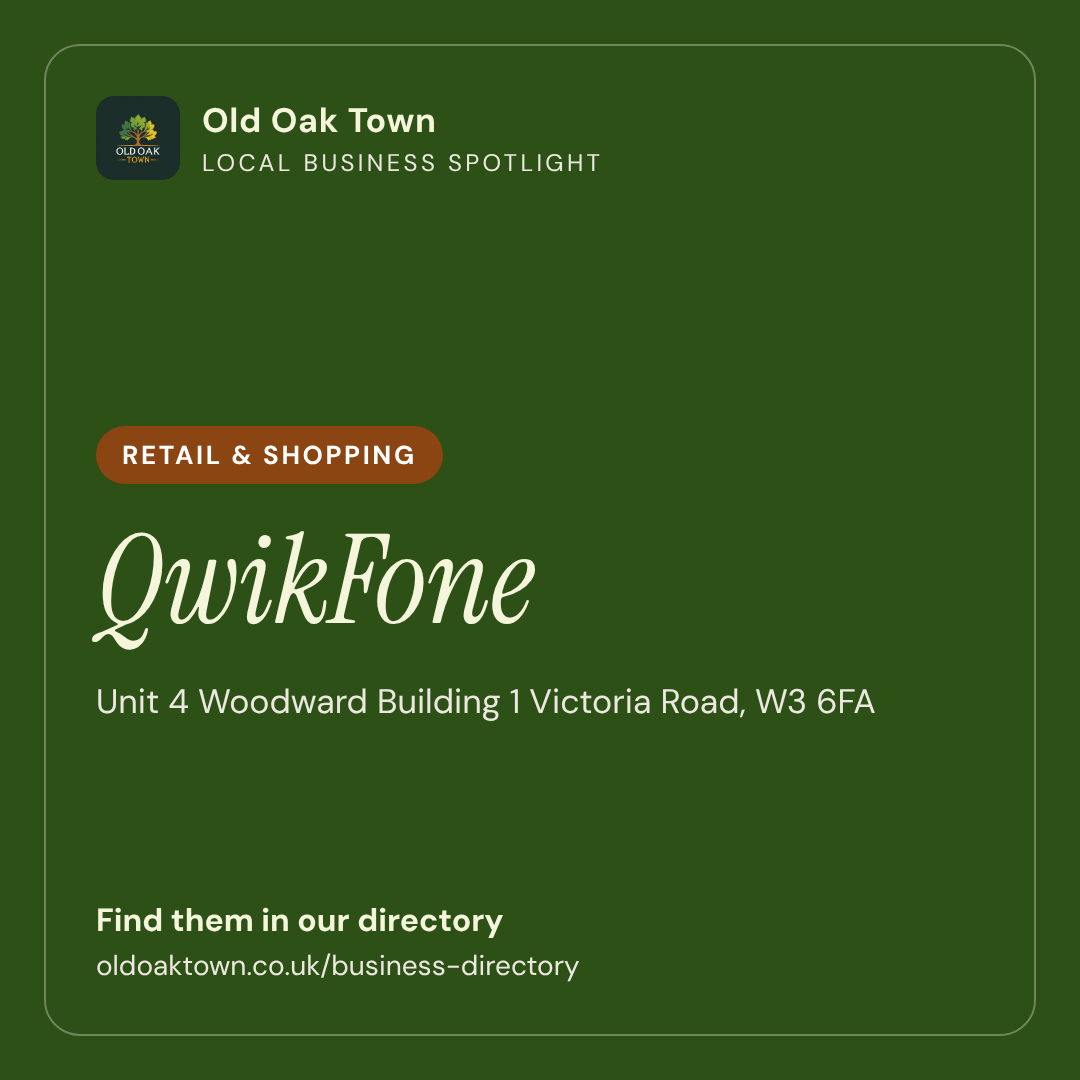 OLD OAK
TOWN
Old Oak Town
LOCAL BUSINESS SPOTLIGHT
RETAIL & SHOPPING
QwikFone
Unit 4 Woodward Building 1 Victoria Road, W3 6FA
Find them in our directory
oldoaktown.co.uk/business-directory